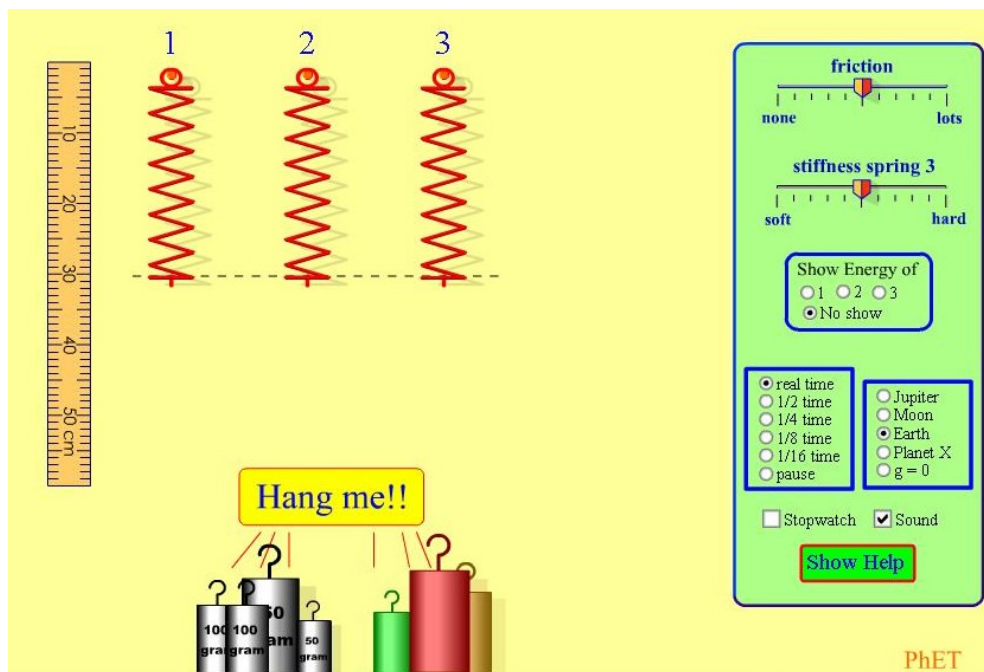 1 2 3
10
20
30
40
50 cm
friction
none lots
stiffness spring 3
soft hard
Show Energy of
1 2 3
No show
real time
1/2 time
1/4 time
1/8 time
1/16 time
pause
Jupiter
Moon
Earth
Planet X
g = 0
Stopwatch Sound
Show Help
Hang me!!
100
gram
100
gram
50
gram
PhET